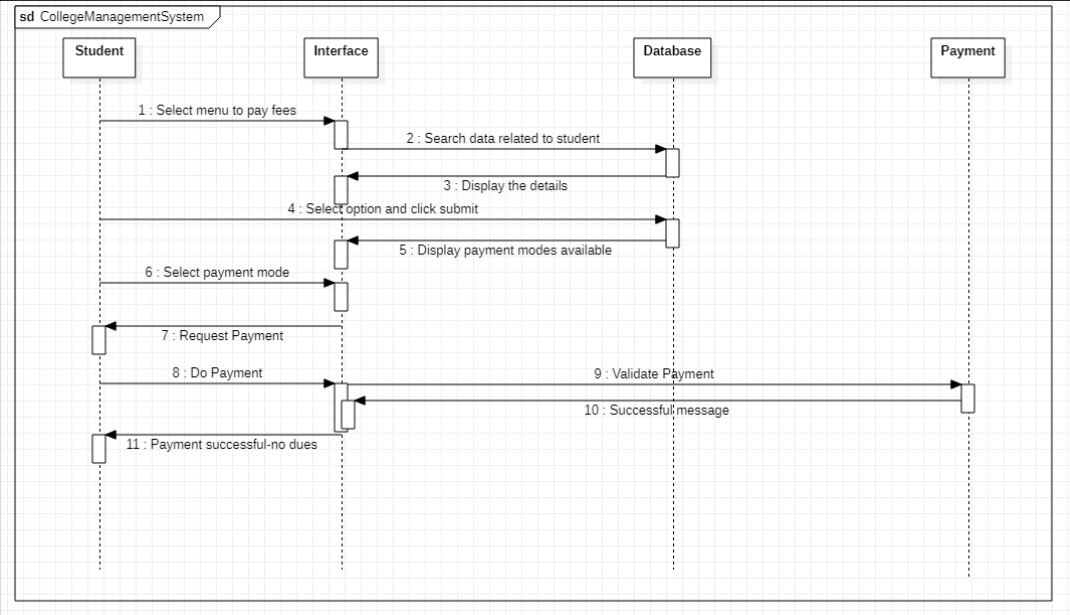 sd CollegeManagementSystem
Student Interface Database Payment
1 : Select menu to pay fees
2 : Search data related to student
3 : Display the details
4 : Select option and click submit
5 : Display payment modes available
6 : Select payment mode
7 : Request Payment
8 : Do Payment
9 : Validate Payment
10 : Successful message
11 : Payment successful-no dues